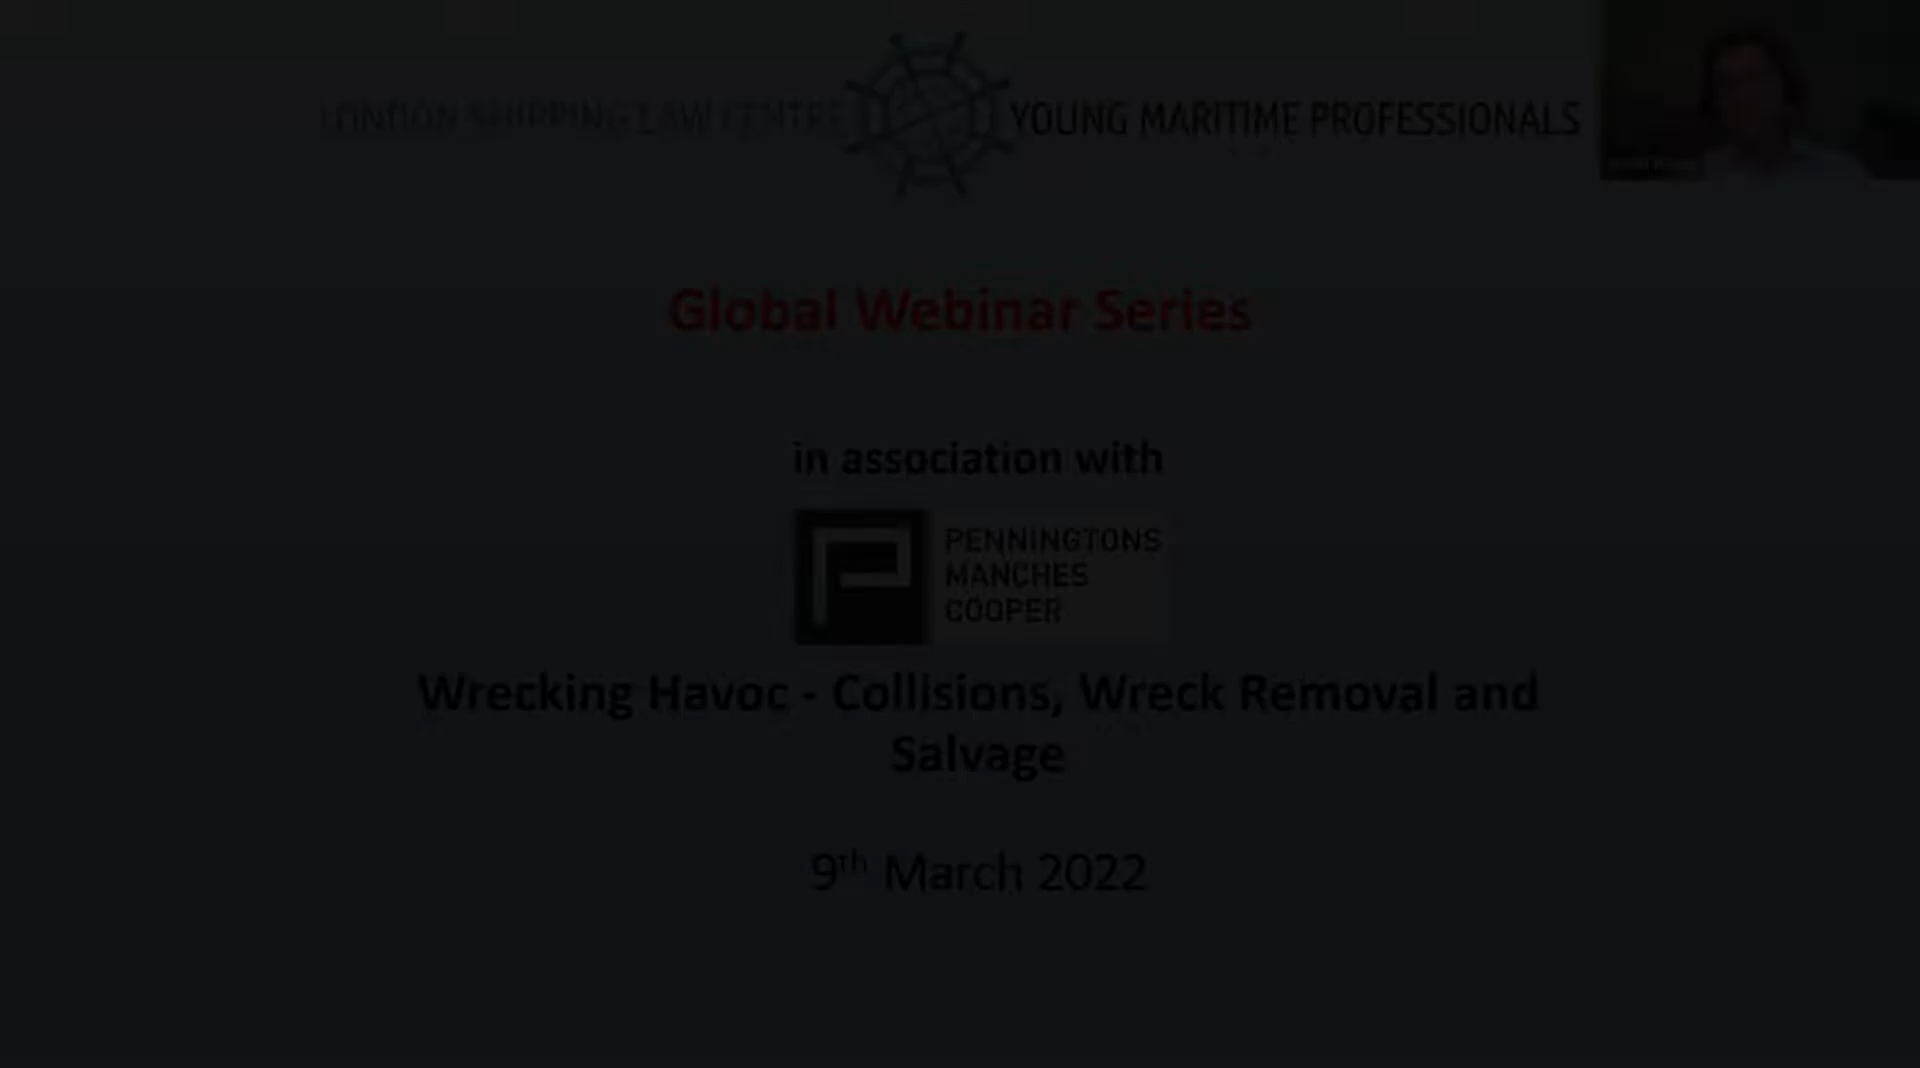 LONDON SHIPPING LAW CENTRE YOUNG MARITIME PROFESSIONALS
Global Webinar Series
in association with
PENNINGTONS
MANCHES
COOPER
Wrecking Havoc - Collisions, Wreck Removal and
Salvage
9th March 2022